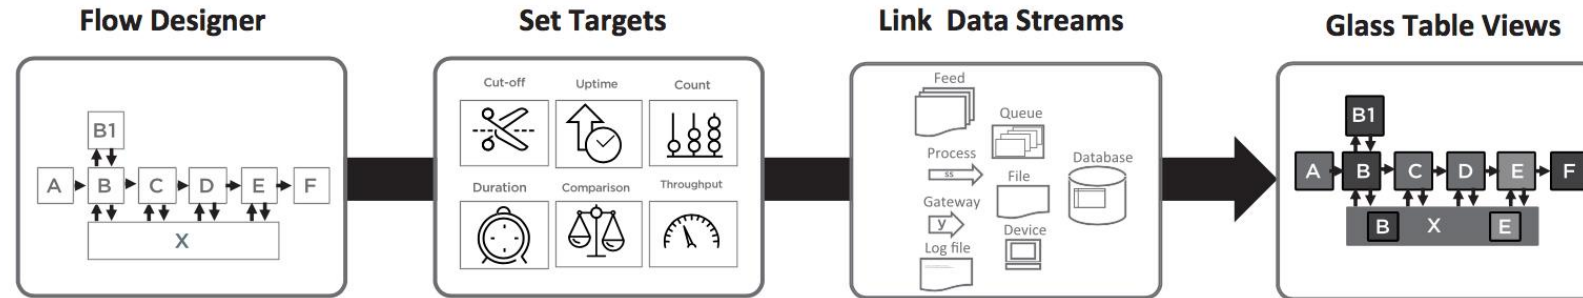 Flow Designer
B1
A B C D E F
X
Set Targets
Cut-off Uptime Count
Duration Comparison Throughput
Link Data Streams
Feed
Queue
Process
ss
Database
File
Gateway
y
Device
Log file
Glass Table Views
B1
A B C D E F
B X E